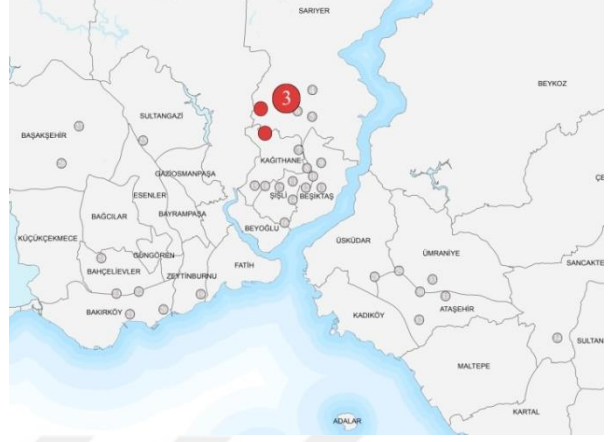 SARIYER
BEYKOZ
3
SULTANGAZİ
BAŞAKŞEHİR
KAĞITHANE
GAZİOSMANPAŞA
ÇE
ESENLER
ŞİŞLİ
BEŞİKTAŞ
BAĞCILAR
BAYRAMPAŞA
BEYOĞLU
KÜÇÜKÇEKMECE
ÜSKÜDAR
ÜMRANİYE
GÜNGÖREN
FATİH
SANCAKTE
BAHÇELİEVLER
ZEYTİNBURNU
BAKIRKÖY
KADIKÖY
ATAŞEHİR
SULTAN
MALTEPE
KARTAL
ADALAR